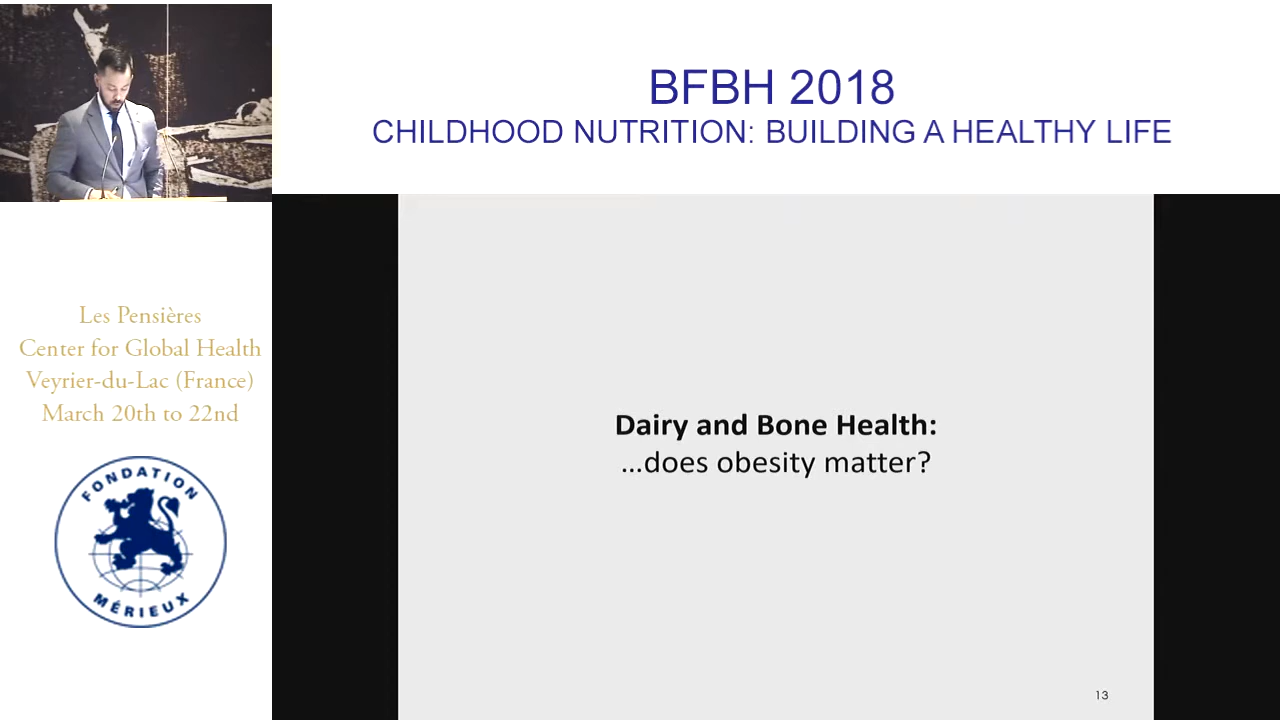 BFBH 2018
CHILDHOOD NUTRITION: BUILDING A HEALTHY LIFE
Les Pensières
Center for Global Health
Veyrier-du-Lac (France)
March 20th to 22nd
FONDATION
MÉRIEUX
Dairy and Bone Health:
...does obesity matter?
13